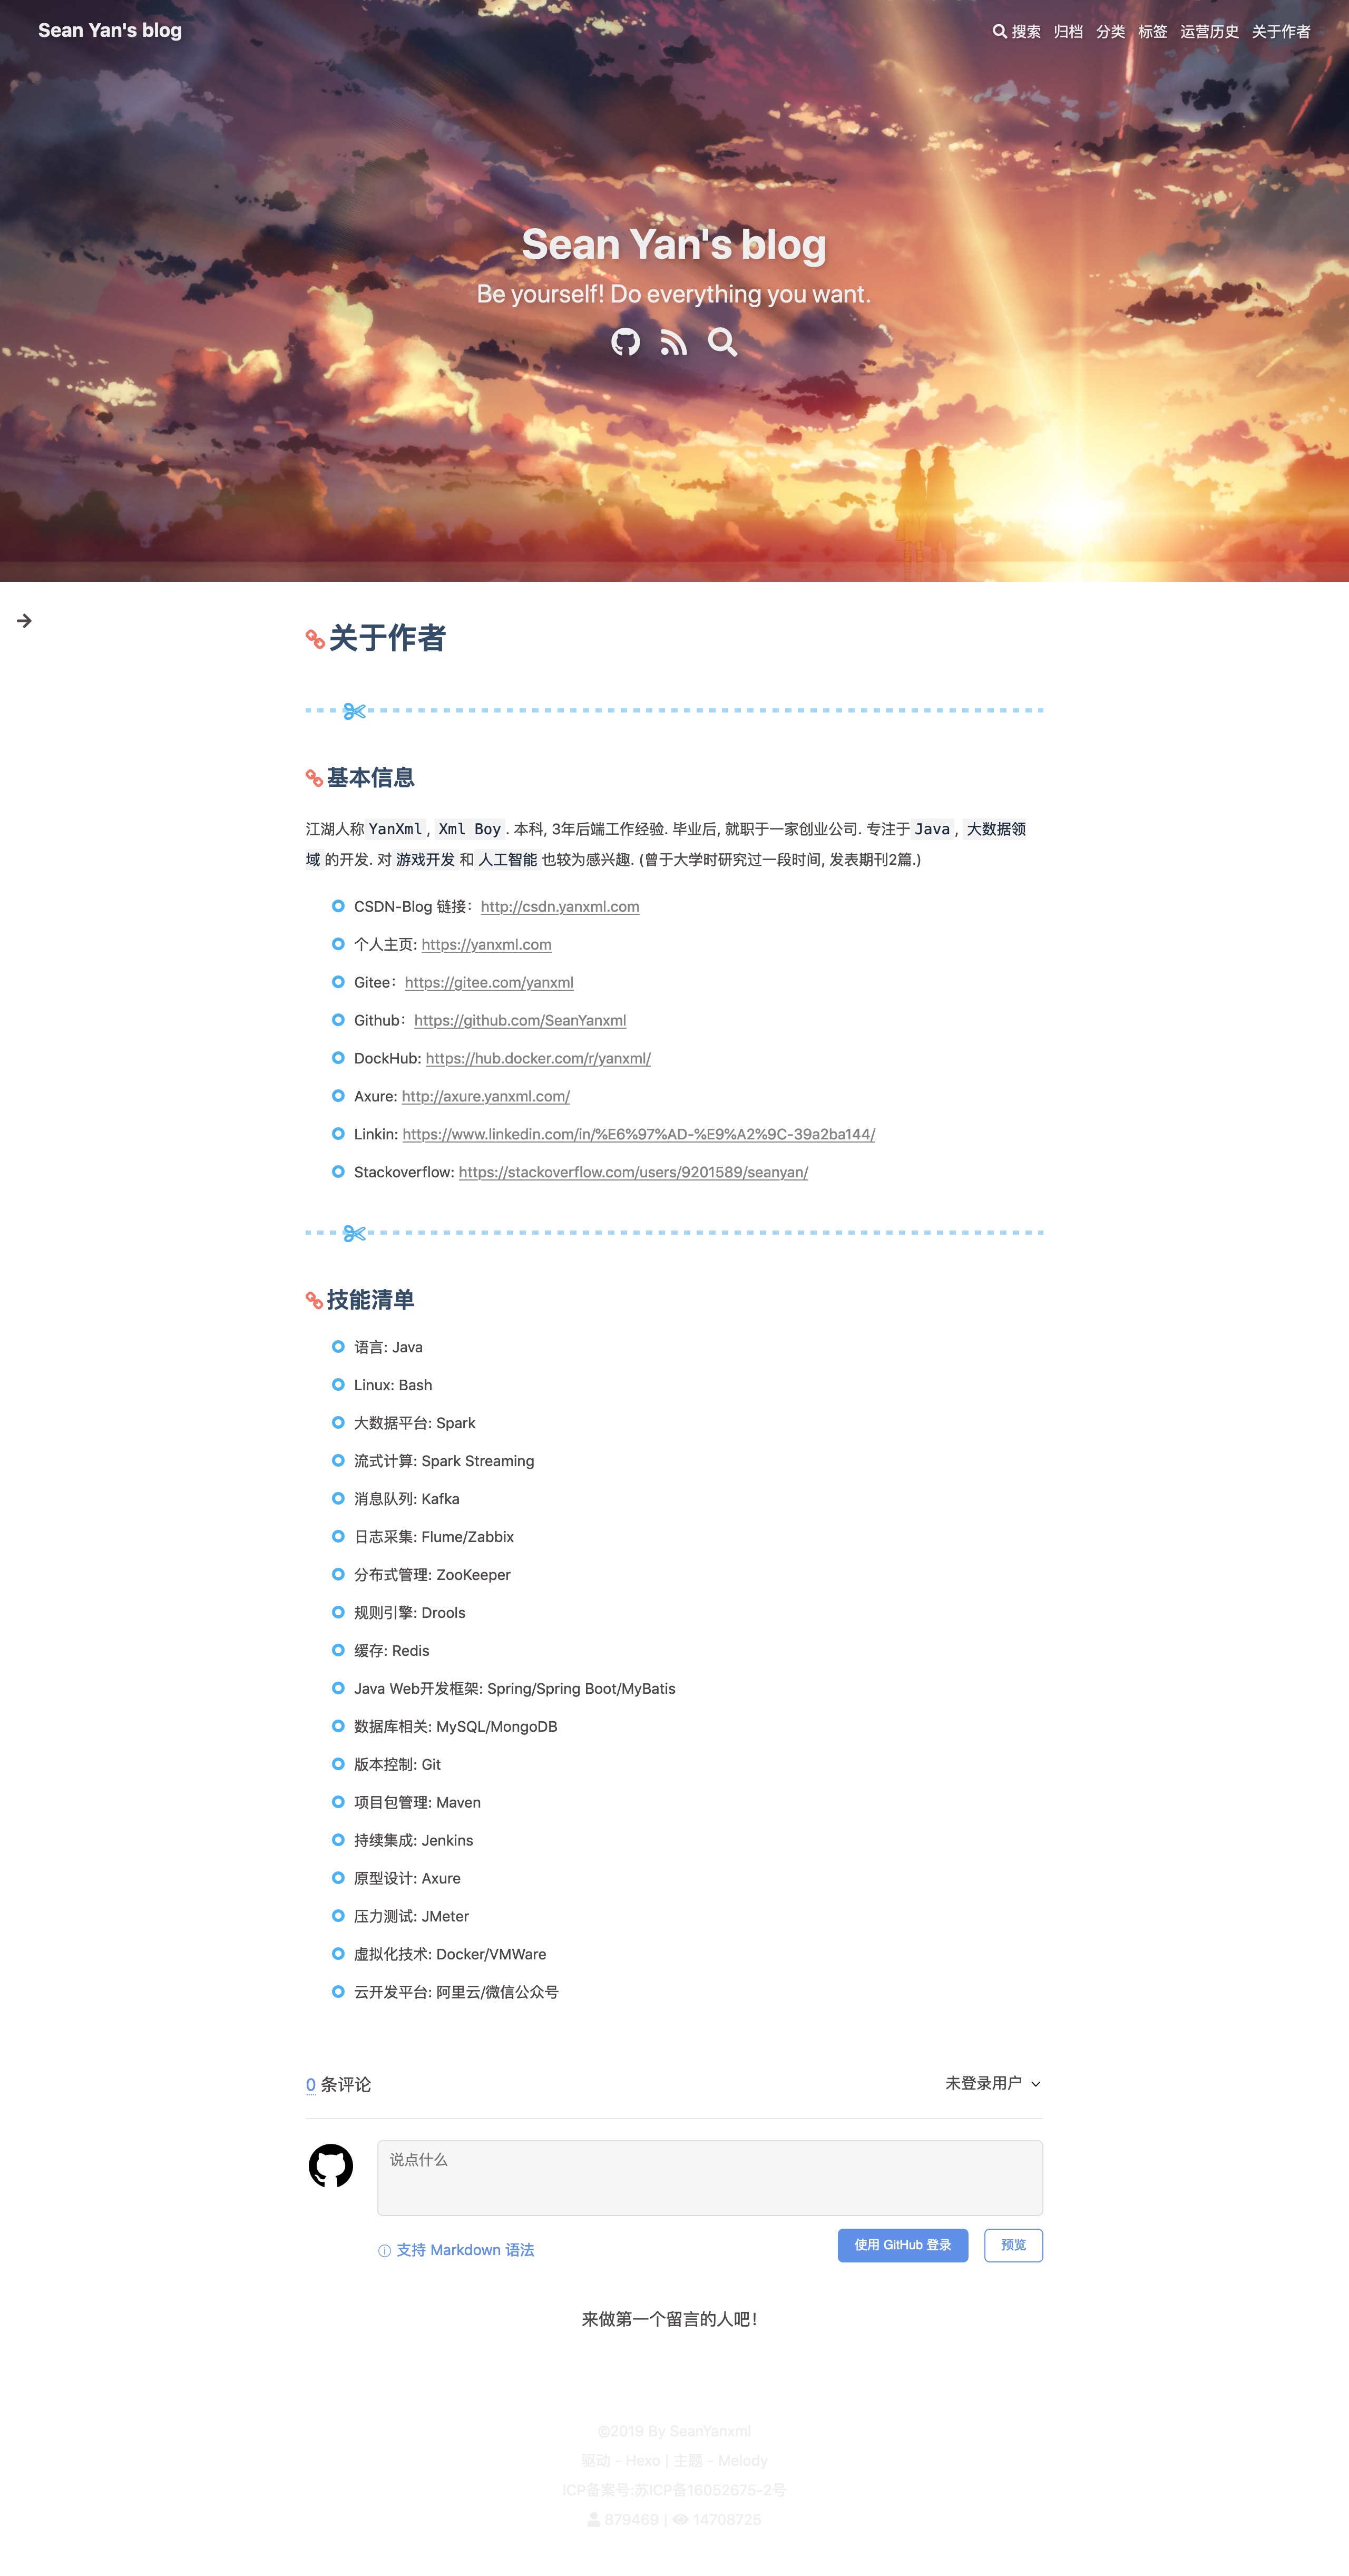 Sean Yan's blog
搜索 归档 分类 标签 运营历史 关于作者
Sean Yan's blog
Be yourself! Do everything you want.
关于作者
基本信息
江湖人称 YanXml , Xml Boy . 本科, 3年后端工作经验. 毕业后, 就职于一家创业公司. 专注于 Java , 大数据领
域 的开发. 对 游戏开发 和 人工智能 也较为感兴趣. (曾于大学时研究过一段时间, 发表期刊2篇.)
CSDN-Blog 链接：http://csdn.yanxml.com
个人主页: https://yanxml.com
Gitee：https://gitee.com/yanxml
Github：https://github.com/SeanYanxml
DockHub: https://hub.docker.com/r/yanxml/
Axure: http://axure.yanxml.com/
Linkin: https://www.linkedin.com/in/%E6%97%AD-%E9%A2%9C-39a2ba144/
Stackoverflow: https://stackoverflow.com/users/9201589/seanyan/
技能清单
语言: Java
Linux: Bash
大数据平台: Spark
流式计算: Spark Streaming
消息队列: Kafka
日志采集: Flume/Zabbix
分布式管理: ZooKeeper
规则引擎: Drools
缓存: Redis
Java Web开发框架: Spring/Spring Boot/MyBatis
数据库相关: MySQL/MongoDB
版本控制: Git
项目包管理: Maven
持续集成: Jenkins
原型设计: Axure
压力测试: JMeter
虚拟化技术: Docker/VMWare
云开发平台: 阿里云/微信公众号
0 条评论
未登录用户
说点什么
支持 Markdown 语法
使用 GitHub 登录
预览
来做第一个留言的人吧！
©2019 By SeanYanxml
驱动 - Hexo | 主题 - Melody
ICP备案号:苏ICP备16052675-2号
879469 | 14708725